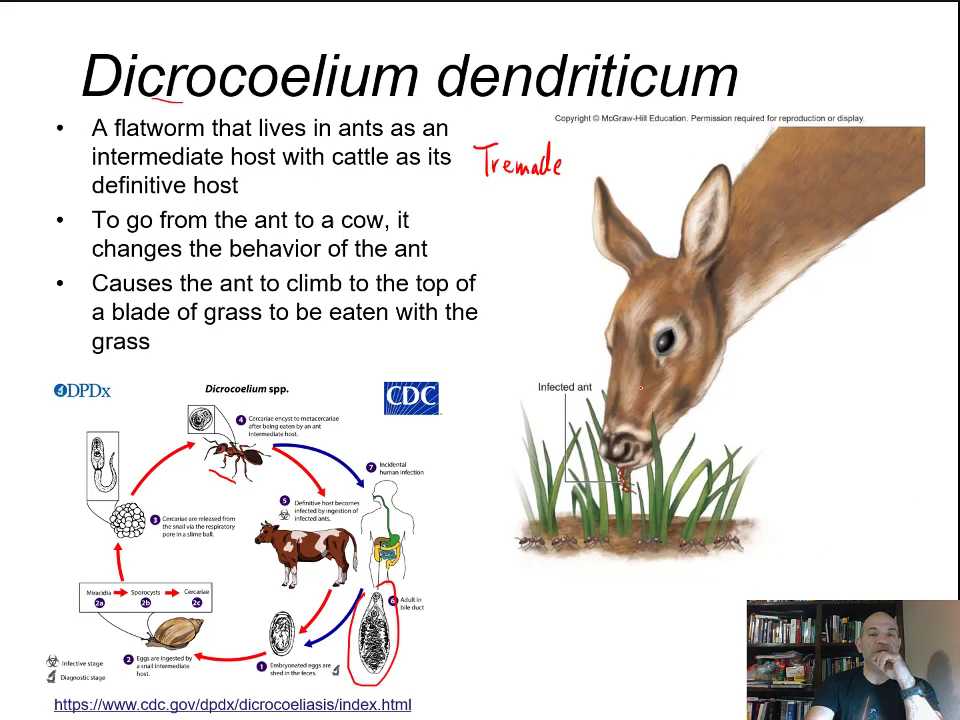 Dicrocoelium dendriticum
Copyright © McGraw-Hill Education. Permission required for reproduction or display.
• A flatworm that lives in ants as an
intermediate host with cattle as its
definitive host
Tremade
• To go from the ant to a cow, it
changes the behavior of the ant
• Causes the ant to climb to the top of
a blade of grass to be eaten with the
grass
Infected ant
DPDx
Dicrocoelium spp.
CDC
4 Cercariae encyst to metacercariae
after being eaten by an ant
intermediate host.
7 Incidental
human infection
5 Definitive host becomes
infected by ingestion of
infected ants.
3 Cercariae are released from
the snail via the respiratory
pore in a slime ball.
Miracidia Sporocysts Cercariae
2a 2b 2c
6 Adult in
bile duct
2 Eggs are ingested by
a snail intermediate
host.
1 Embryonated eggs are
shed in the feces.
Infective stage
Diagnostic stage
https://www.cdc.gov/dpdx/dicrocoeliasis/index.html